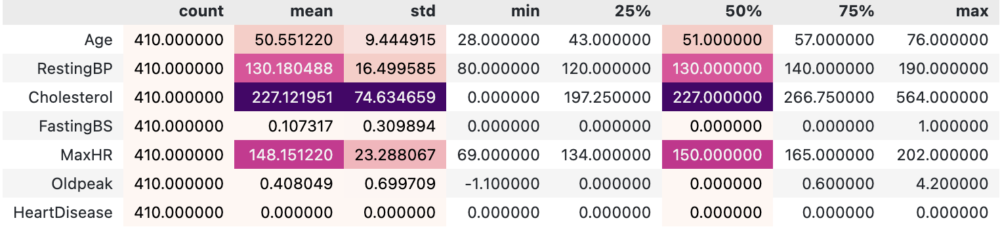 count mean std min 25% 50% 75% max
Age 410.000000 50.551220 9.444915 28.000000 43.000000 51.000000 57.000000 76.000000
RestingBP 410.000000 130.180488 16.499585 80.000000 120.000000 130.000000 140.000000 190.000000
Cholesterol 410.000000 227.121951 74.634659 0.000000 197.250000 227.000000 266.750000 564.000000
FastingBS 410.000000 0.107317 0.309894 0.000000 0.000000 0.000000 0.000000 1.000000
MaxHR 410.000000 148.151220 23.288067 69.000000 134.000000 150.000000 165.000000 202.000000
Oldpeak 410.000000 0.408049 0.699709 -1.100000 0.000000 0.000000 0.600000 4.200000
HeartDisease 410.000000 0.000000 0.000000 0.000000 0.000000 0.000000 0.000000 0.000000